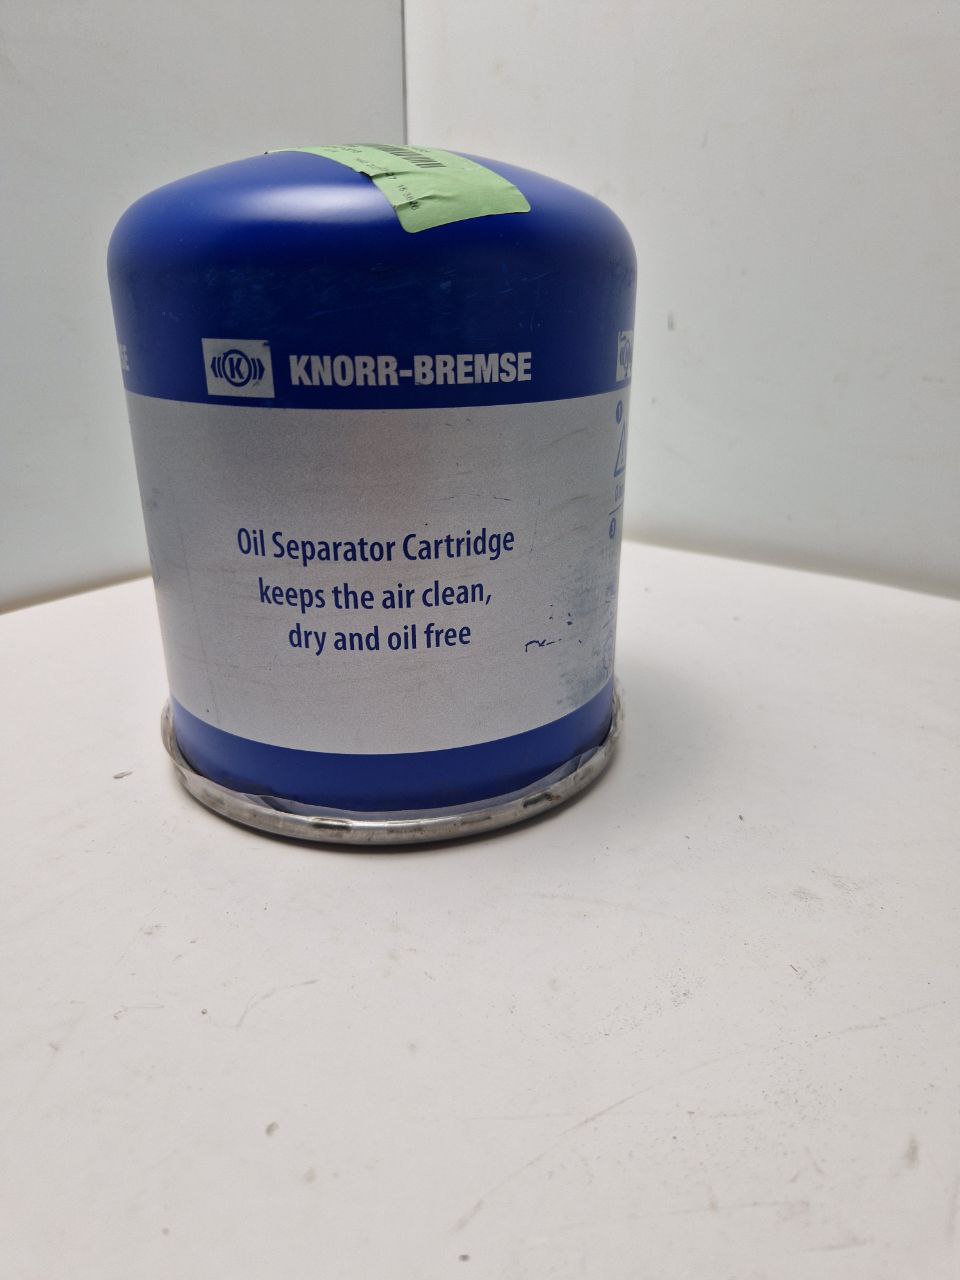 KNORR-BREMSE
Oil Separator Cartridge
keeps the air clean,
dry and oil free